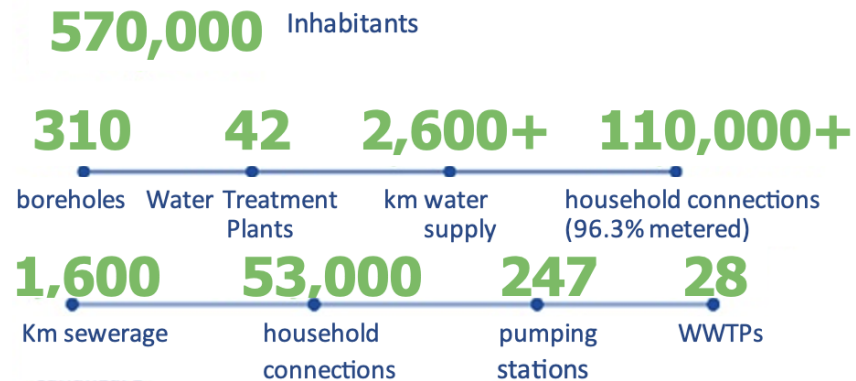 570,000 Inhabitants
310 42 2,600+ 110,000+
boreholes Water Treatment km water household connections
Plants supply (96.3% metered)
1,600 53,000 247 28
Km sewerage household pumping WWTPs
connections stations